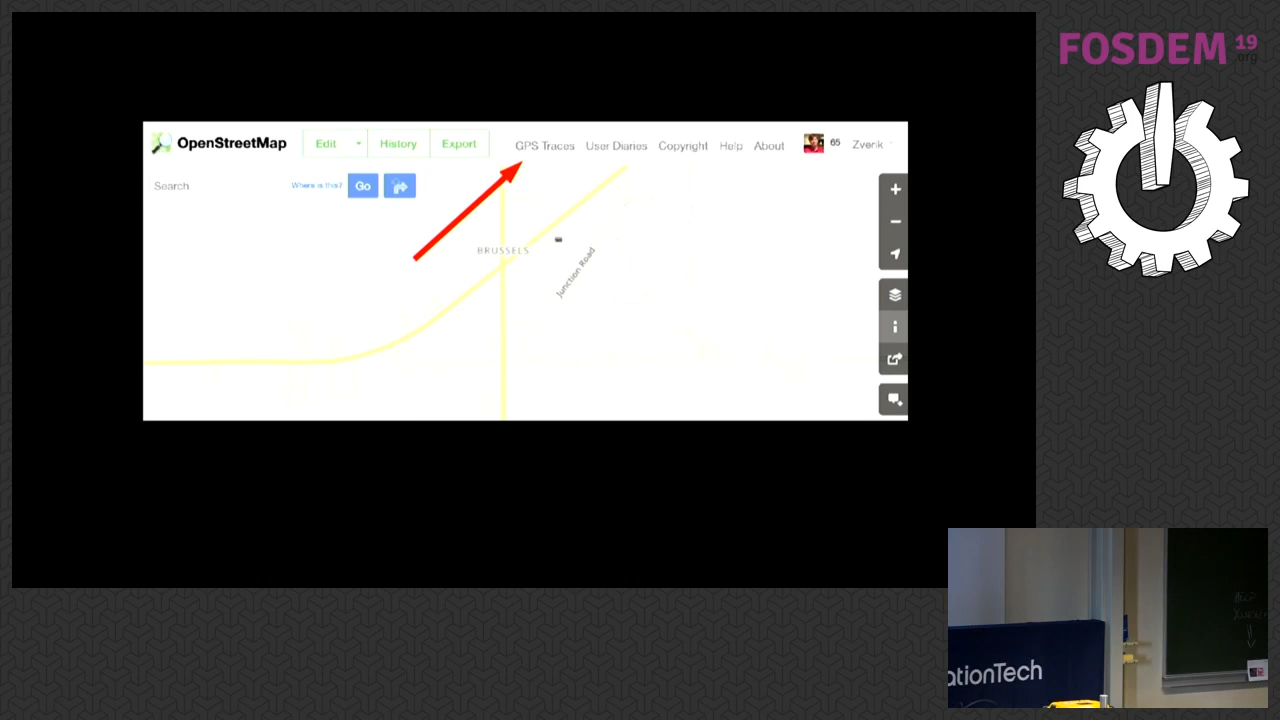 FOSDEM 19
.org
OpenStreetMap Edit History Export GPS Traces User Diaries Copyright Help About 65 Zverik
Search Where is this? Go
BRUSSELS
Junction Road
ationTech